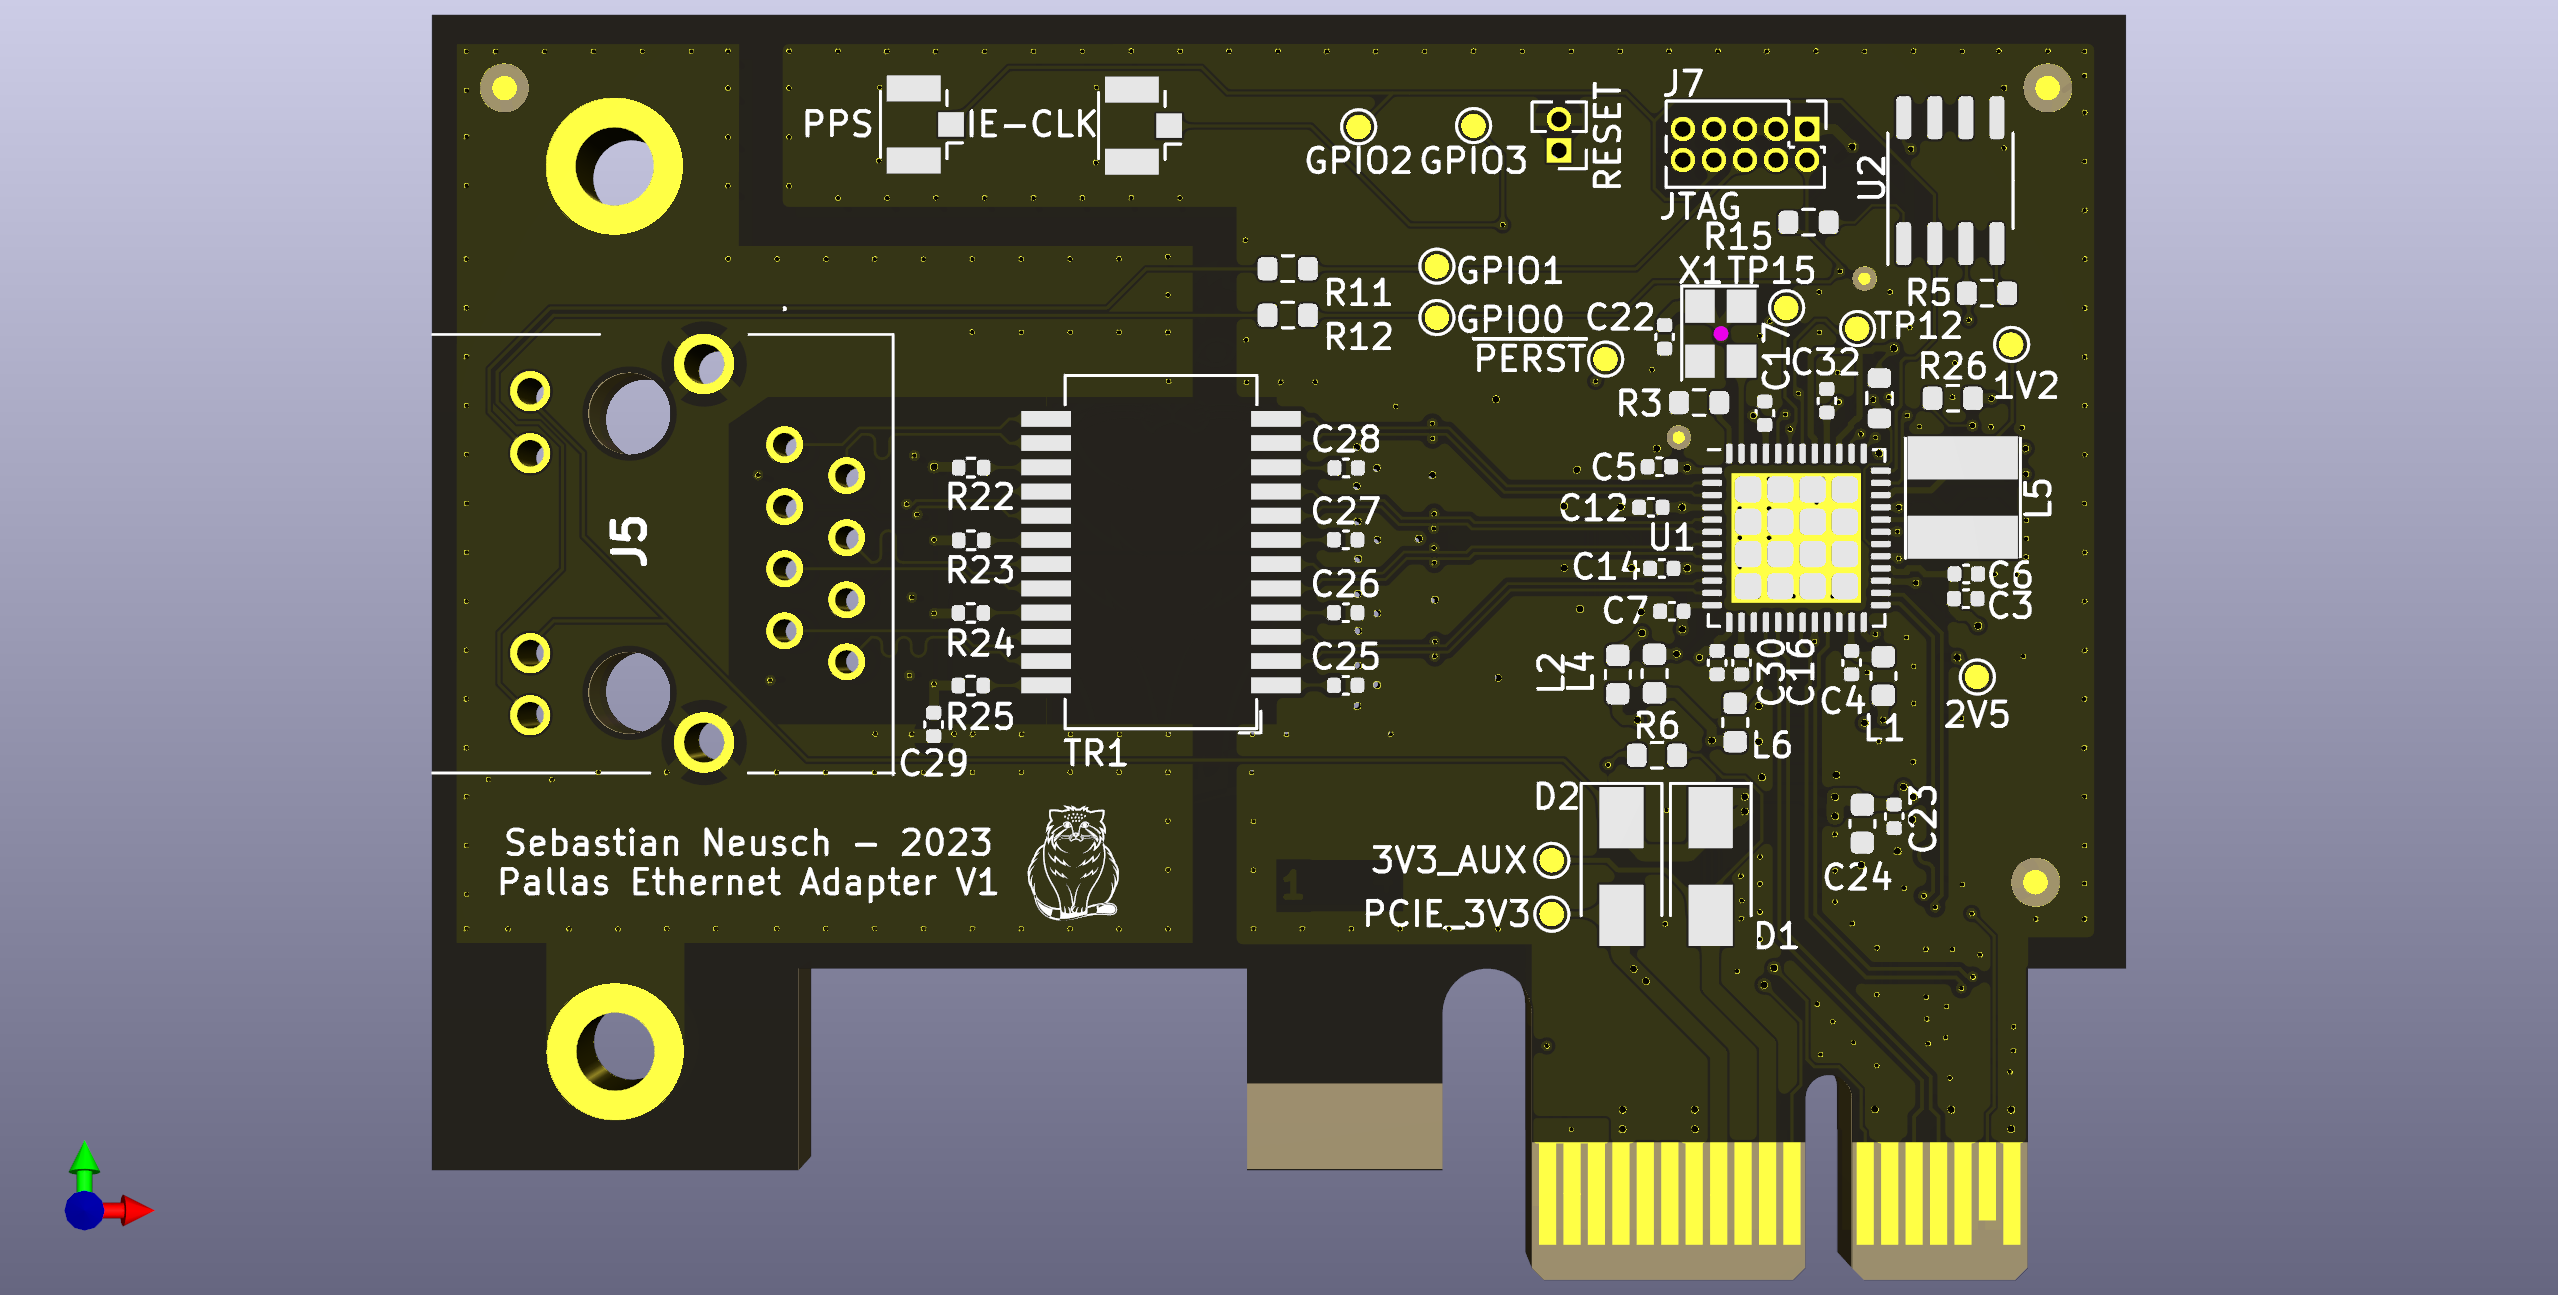 J7
PPS
IE-CLK
GPIO2
GPIO3
RESET
U2
JTAG
R15
X1
TP15
GPIO1
R11
R5
GPIO0
C22
R12
TP12
PERST
C17
C32
R26
1V2
R3
C28
C5
R22
L5
C27
C12
U1
J5
R23
C14
C6
C26
C3
C7
R24
C25
L2
L4
C30
C16
C4
R25
2V5
R6
L1
L6
TR1
C29
D2
C23
Sebastian Neusch - 2023
3V3_AUX
Pallas Ethernet Adapter V1
1
C24
PCIE_3V3
D1